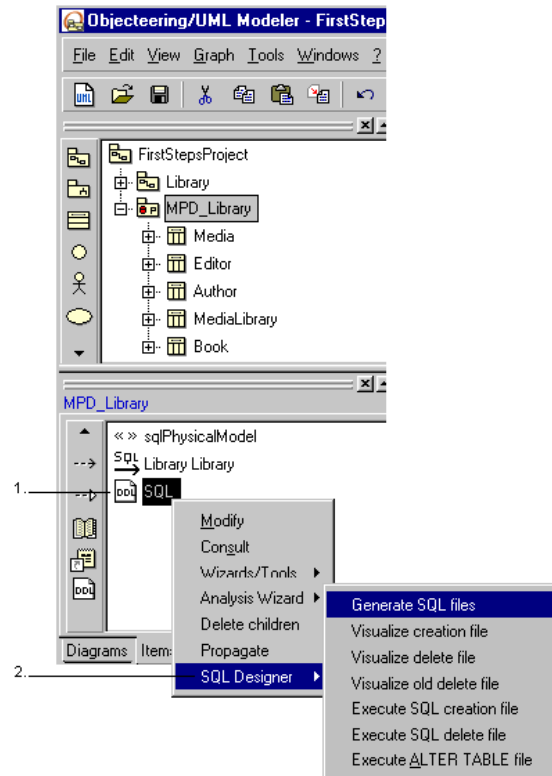 Objecteering/UML Modeler - FirstStep
File Edit View Graph Tools Windows ?
UML
FirstStepsProject
Library
MPD_Library
Media
Editor
Author
MediaLibrary
Book
MPD_Library
« » sqlPhysicalModel
SQL Library Library
1. DDL SQL
Modify
Consult
Wizards/Tools
DDL
Analysis Wizard
Generate SQL files
Delete children
Visualize creation file
Diagrams Item
Propagate
Visualize delete file
2. SQL Designer
Visualize old delete file
Execute SQL creation file
Execute SQL delete file
Execute ALTER TABLE file